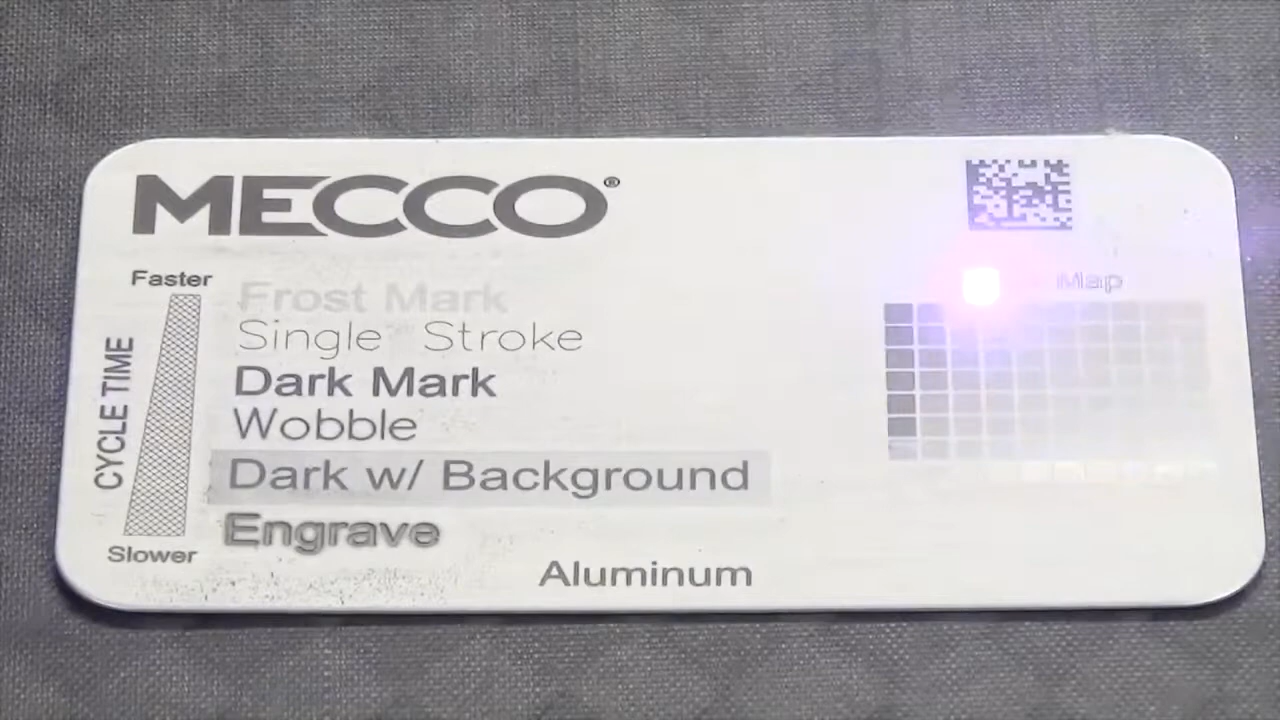 MECCO®
Faster
CYCLE TIME
Slower
Frost Mark
Single Stroke
Dark Mark
Wobble
Dark w/ Background
Engrave
Aluminum
Map